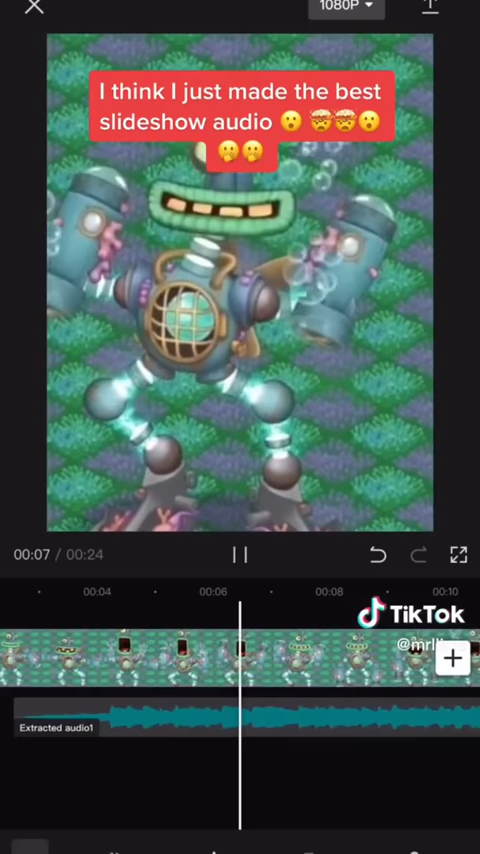 1080P
I think I just made the best
slideshow audio 😮 🤯🤯😮
🫢🫢
00:07 / 00:24
00:04
00:06
00:08
00:10
TikTok
Extracted audio1